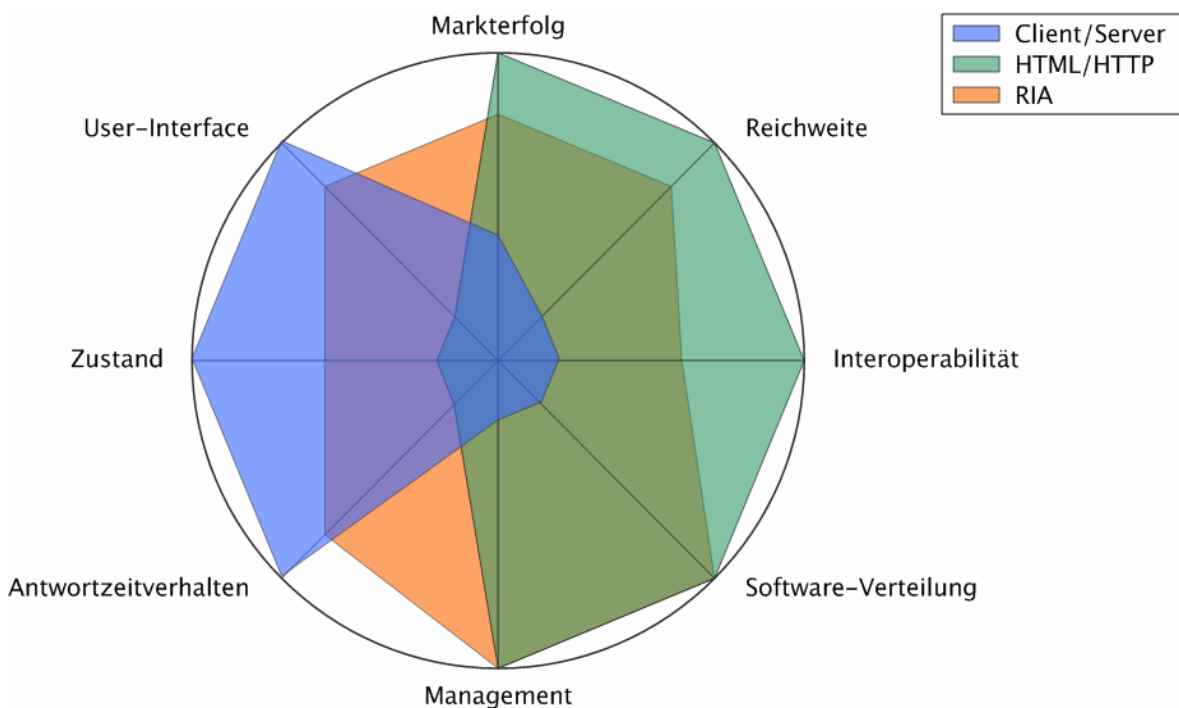 Markterfolg
Client/Server
HTML/HTTP
RIA
User-Interface
Reichweite
Zustand
Interoperabilität
Antwortzeitverhalten
Software-Verteilung
Management